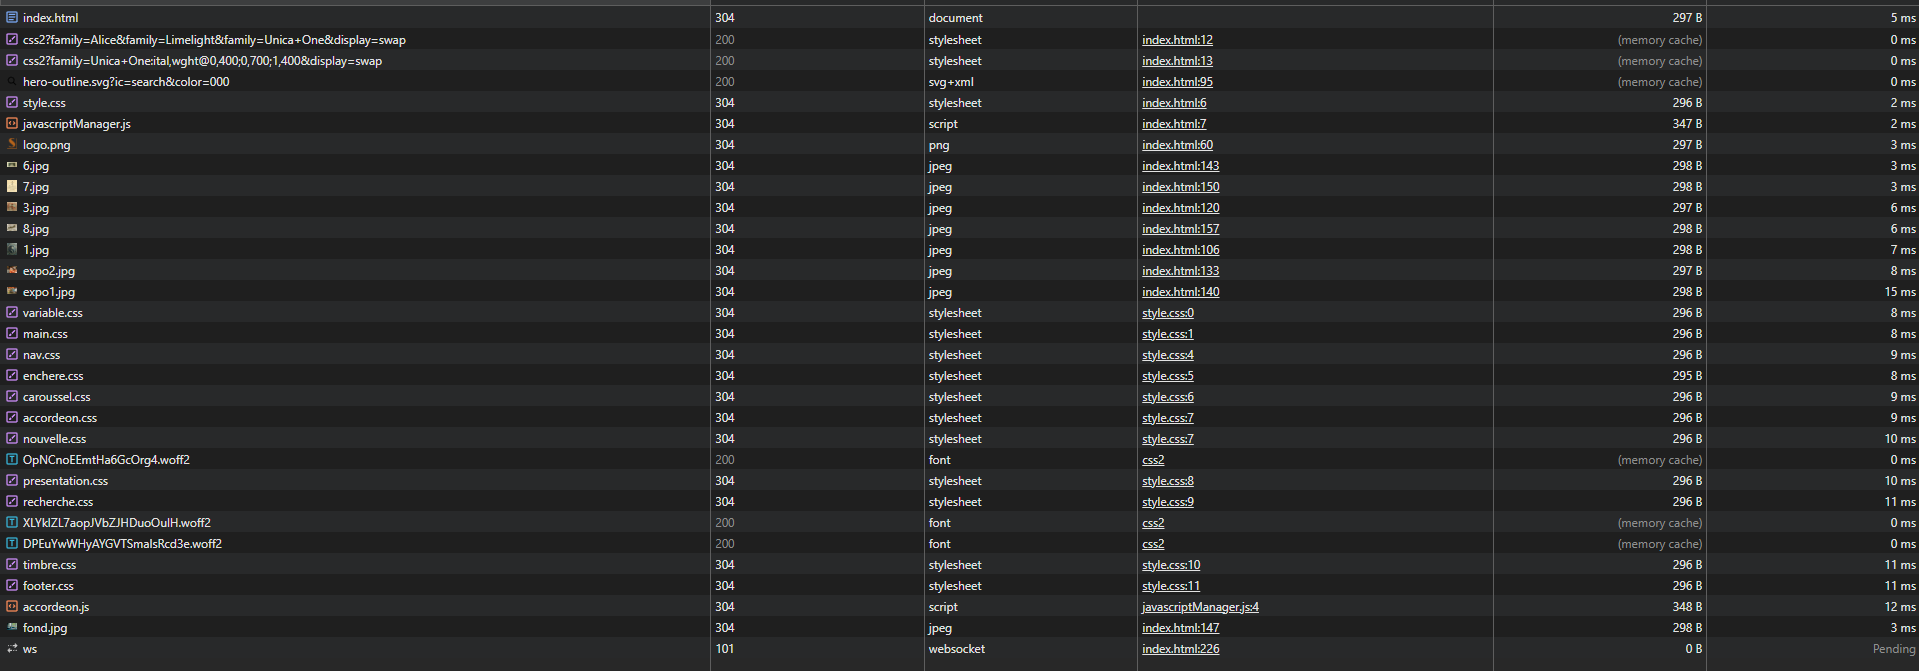 index.html 304 document 297 B 5 ms
css2?family=Alice&family=Limelight&family=Unica+One&display=swap 200 stylesheet index.html:12 (memory cache) 0 ms
css2?family=Unica+One:ital,wght@0,400;0,700;1,400&display=swap 200 stylesheet index.html:13 (memory cache) 0 ms
hero-outline.svg?ic=search&color=000 200 svg+xml index.html:95 (memory cache) 0 ms
style.css 304 stylesheet index.html:6 296 B 2 ms
javascriptManager.js 304 script index.html:7 347 B 2 ms
logo.png 304 png index.html:60 297 B 3 ms
6.jpg 304 jpeg index.html:143 298 B 3 ms
7.jpg 304 jpeg index.html:150 298 B 3 ms
3.jpg 304 jpeg index.html:120 297 B 6 ms
8.jpg 304 jpeg index.html:157 298 B 6 ms
1.jpg 304 jpeg index.html:106 298 B 7 ms
expo2.jpg 304 jpeg index.html:133 297 B 8 ms
expo1.jpg 304 jpeg index.html:140 298 B 15 ms
variable.css 304 stylesheet style.css:0 296 B 8 ms
main.css 304 stylesheet style.css:1 296 B 8 ms
nav.css 304 stylesheet style.css:4 296 B 9 ms
enchere.css 304 stylesheet style.css:5 295 B 8 ms
caroussel.css 304 stylesheet style.css:6 296 B 9 ms
accordeon.css 304 stylesheet style.css:7 296 B 9 ms
nouvelle.css 304 stylesheet style.css:7 296 B 10 ms
OpNCnoEEmtHa6GcOrg4.woff2 200 font css2 (memory cache) 0 ms
presentation.css 304 stylesheet style.css:8 296 B 10 ms
recherche.css 304 stylesheet style.css:9 296 B 11 ms
XLYkIZL7aopJVbZJHDuoOulH.woff2 200 font css2 (memory cache) 0 ms
DPEuYwWHyAYGVTSmalsRcd3e.woff2 200 font css2 (memory cache) 0 ms
timbre.css 304 stylesheet style.css:10 296 B 11 ms
footer.css 304 stylesheet style.css:11 296 B 11 ms
accordeon.js 304 script javascriptManager.js:4 348 B 12 ms
fond.jpg 304 jpeg index.html:147 298 B 3 ms
ws 101 websocket index.html:226 0 B Pending